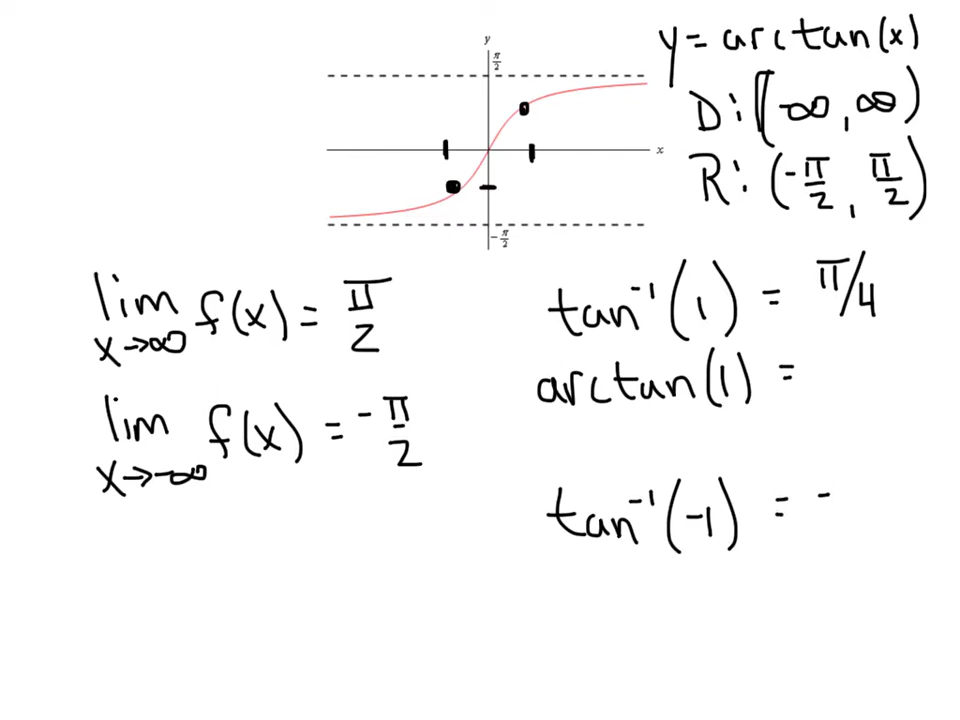 y
π/2
x
-π/2
y = arctan(x)
D: (-∞, ∞)
R: (-π/2, π/2)
lim x→∞ f(x) = π/2
lim x→-∞ f(x) = -π/2
tan⁻¹(1) = π/4
arctan(1) =
tan⁻¹(-1) = -